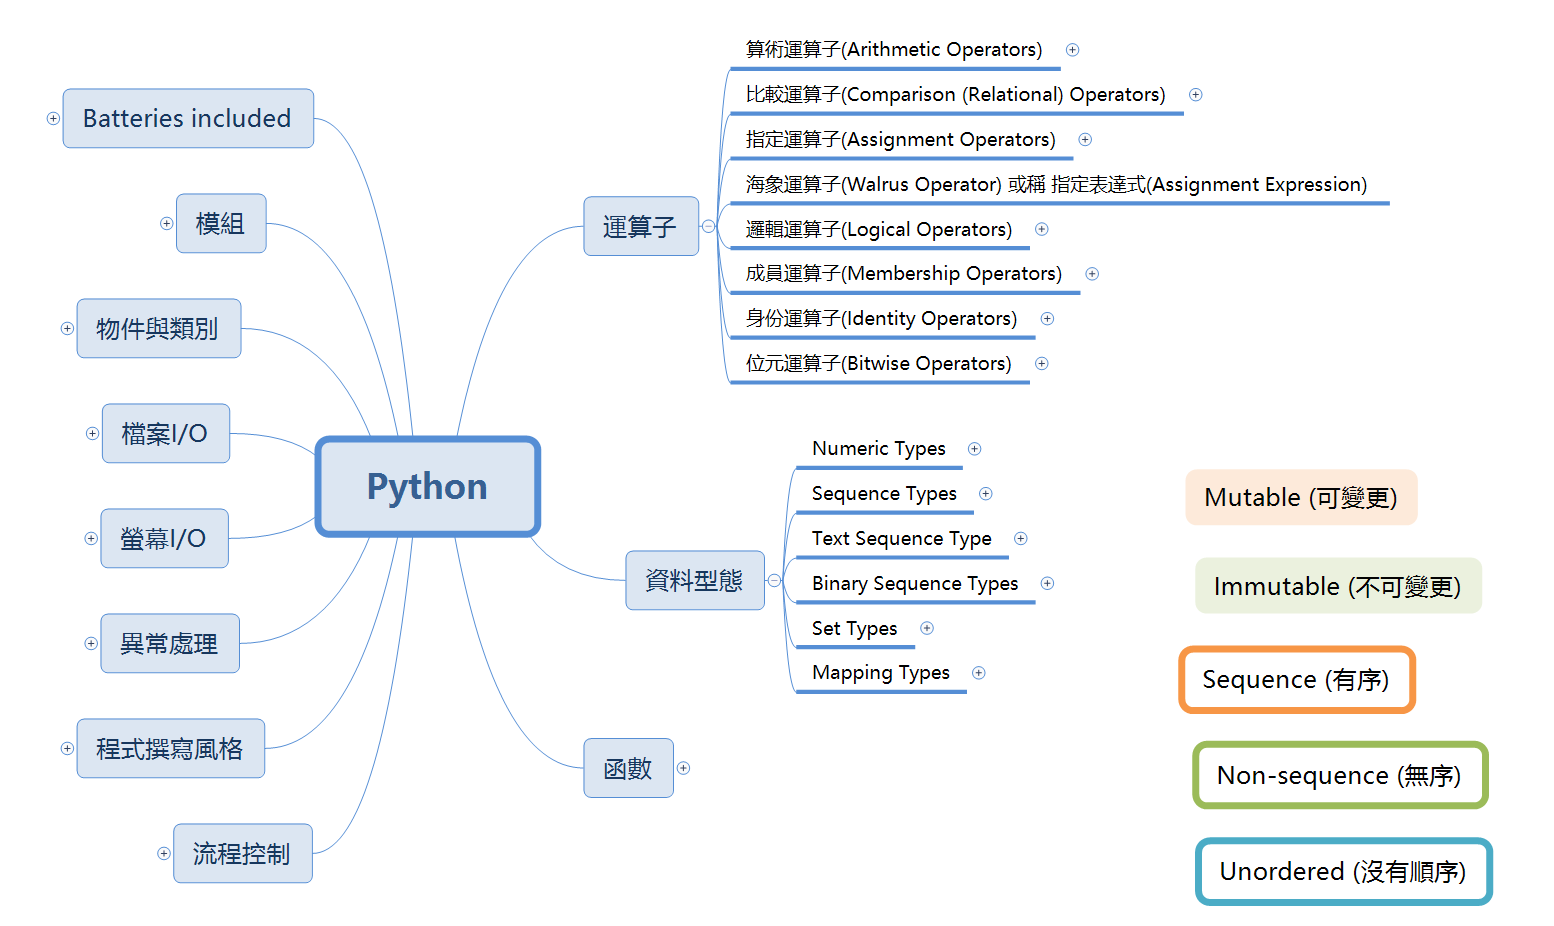 Python
運算子
算術運算子(Arithmetic Operators)
比較運算子(Comparison (Relational) Operators)
指定運算子(Assignment Operators)
海象運算子(Walrus Operator) 或稱 指定表達式(Assignment Expression)
邏輯運算子(Logical Operators)
成員運算子(Membership Operators)
身份運算子(Identity Operators)
位元運算子(Bitwise Operators)
資料型態
Numeric Types
Sequence Types
Text Sequence Type
Binary Sequence Types
Set Types
Mapping Types
函數
Batteries included
模組
物件與類別
檔案I/O
螢幕I/O
異常處理
程式撰寫風格
流程控制
Mutable (可變更)
Immutable (不可變更)
Sequence (有序)
Non-sequence (無序)
Unordered (沒有順序)